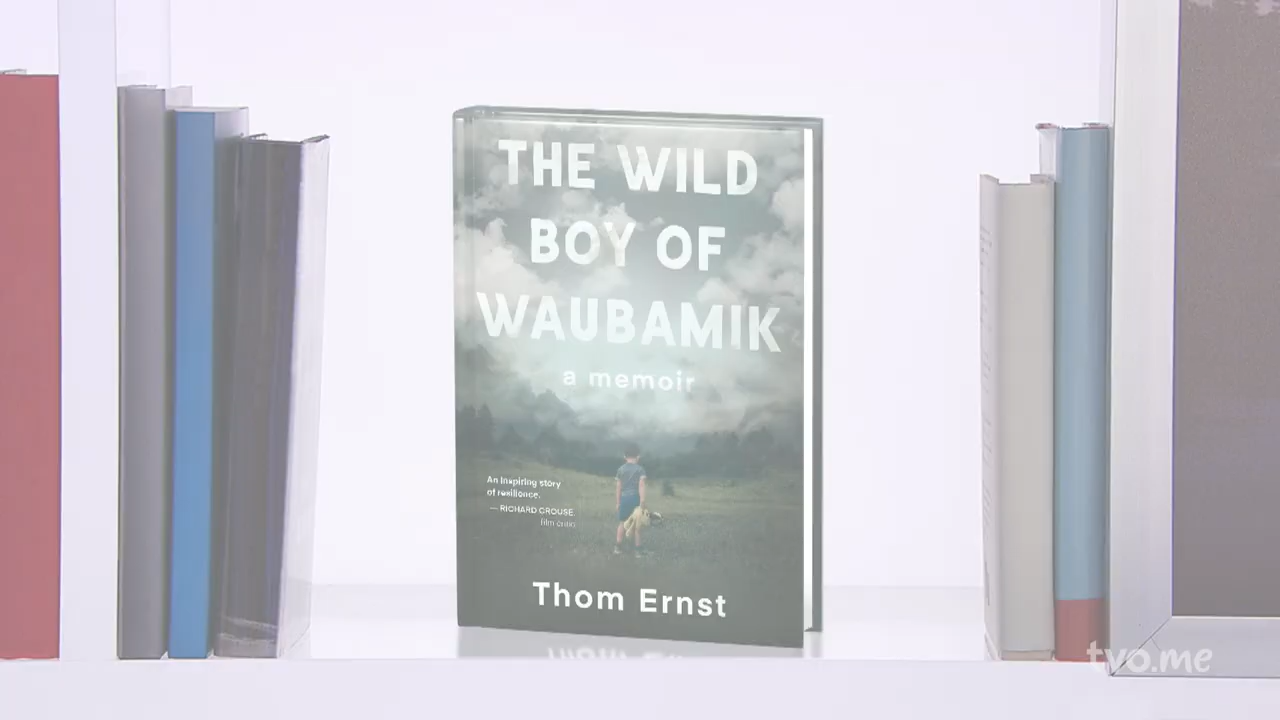 THE WILD
BOY OF
WAUBAMIK
a memoir
An inspiring story
of resilience.
— RICHARD CROUSE,
film critic
Thom Ernst
tvo.me